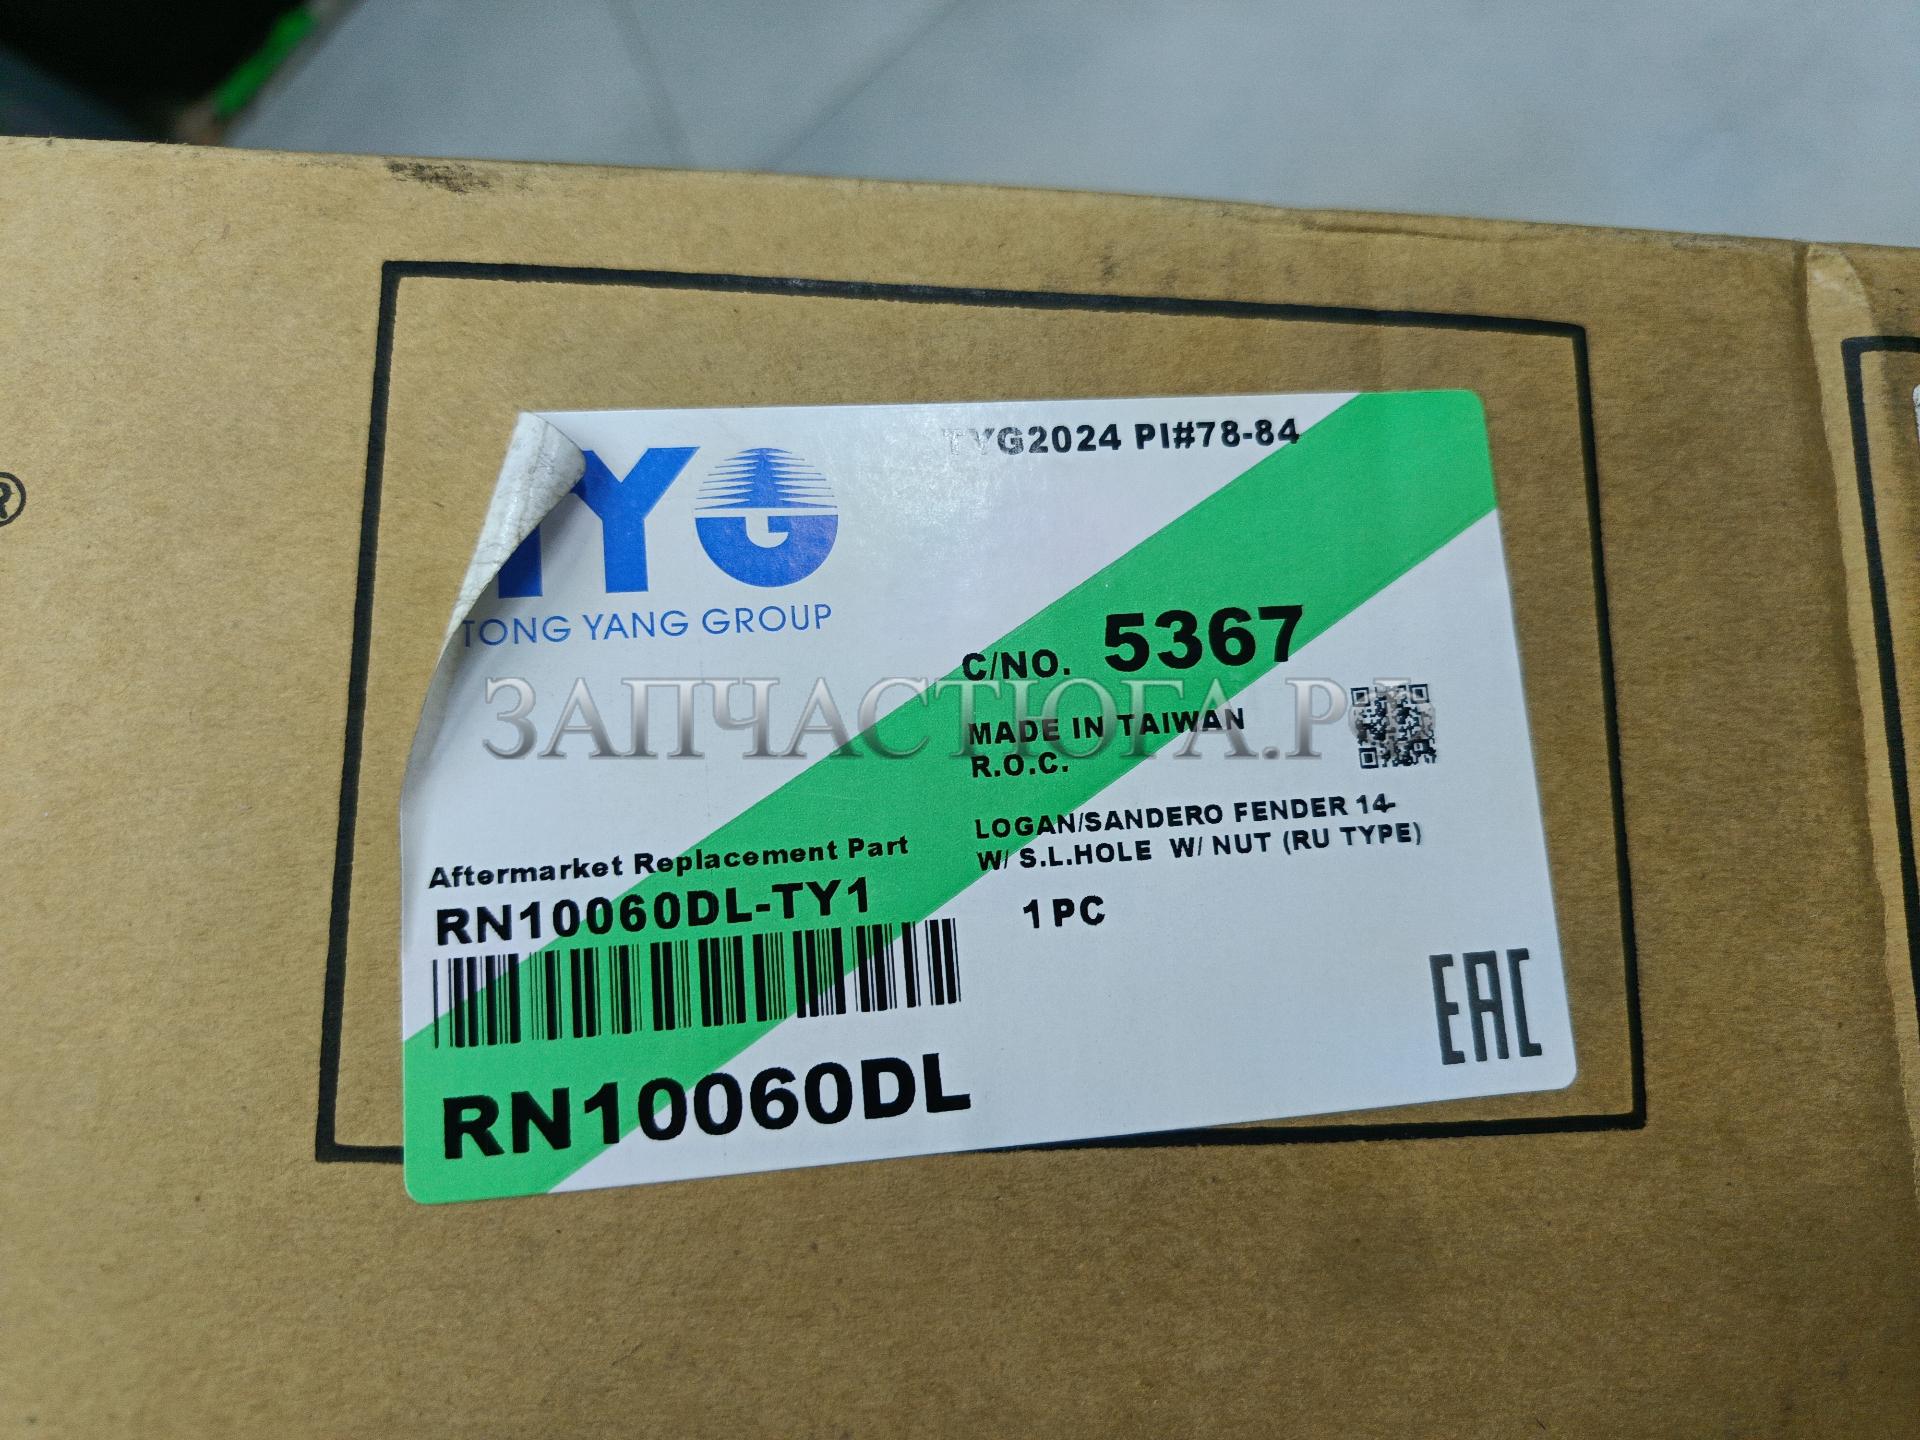 ®
TYG2024 PI#78-84
TYG
TONG YANG GROUP
C/NO. 5367
ЗАПЧАСТЮГА.РФ
MADE IN TAIWAN
R.O.C.
LOGAN/SANDERO FENDER 14-
W/ S.L.HOLE W/ NUT (RU TYPE)
Aftermarket Replacement Part
RN10060DL-TY1
1 PC
EAC
RN10060DL